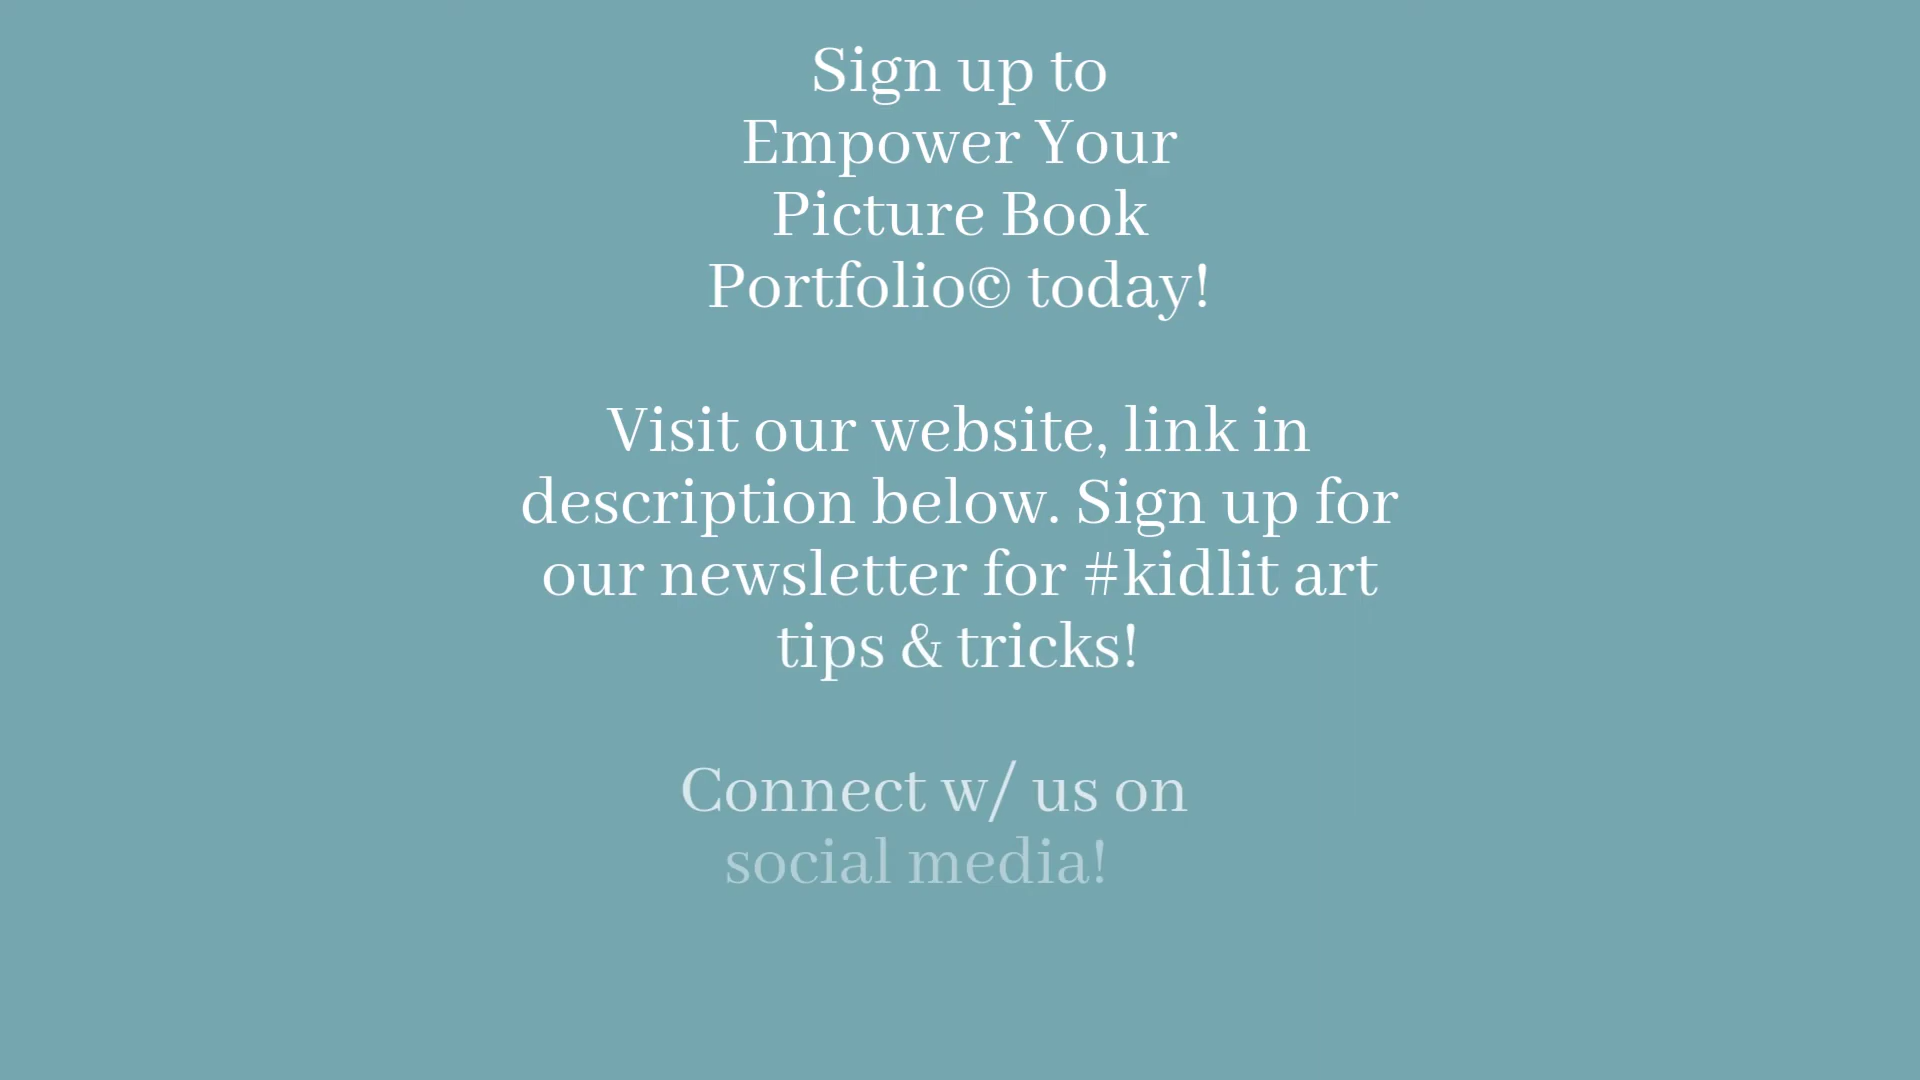 Sign up to
Empower Your
Picture Book
Portfolio© today!
Visit our website, link in
description below. Sign up for
our newsletter for #kidlit art
tips & tricks!
Connect w/ us on
social media!